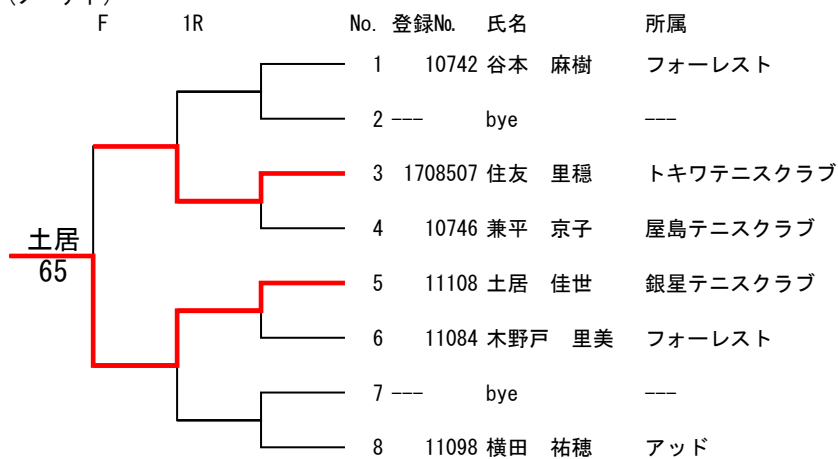 F 1R No. 登録No. 氏名 所属
1 10742 谷本 麻樹 フォーレスト
2 --- bye ---
3 1708507 住友 里穏 トキワテニスクラブ
4 10746 兼平 京子 屋島テニスクラブ
土居
65
5 11108 土居 佳世 銀星テニスクラブ
6 11084 木野戸 里美 フォーレスト
7 --- bye ---
8 11098 横田 祐穂 アッド